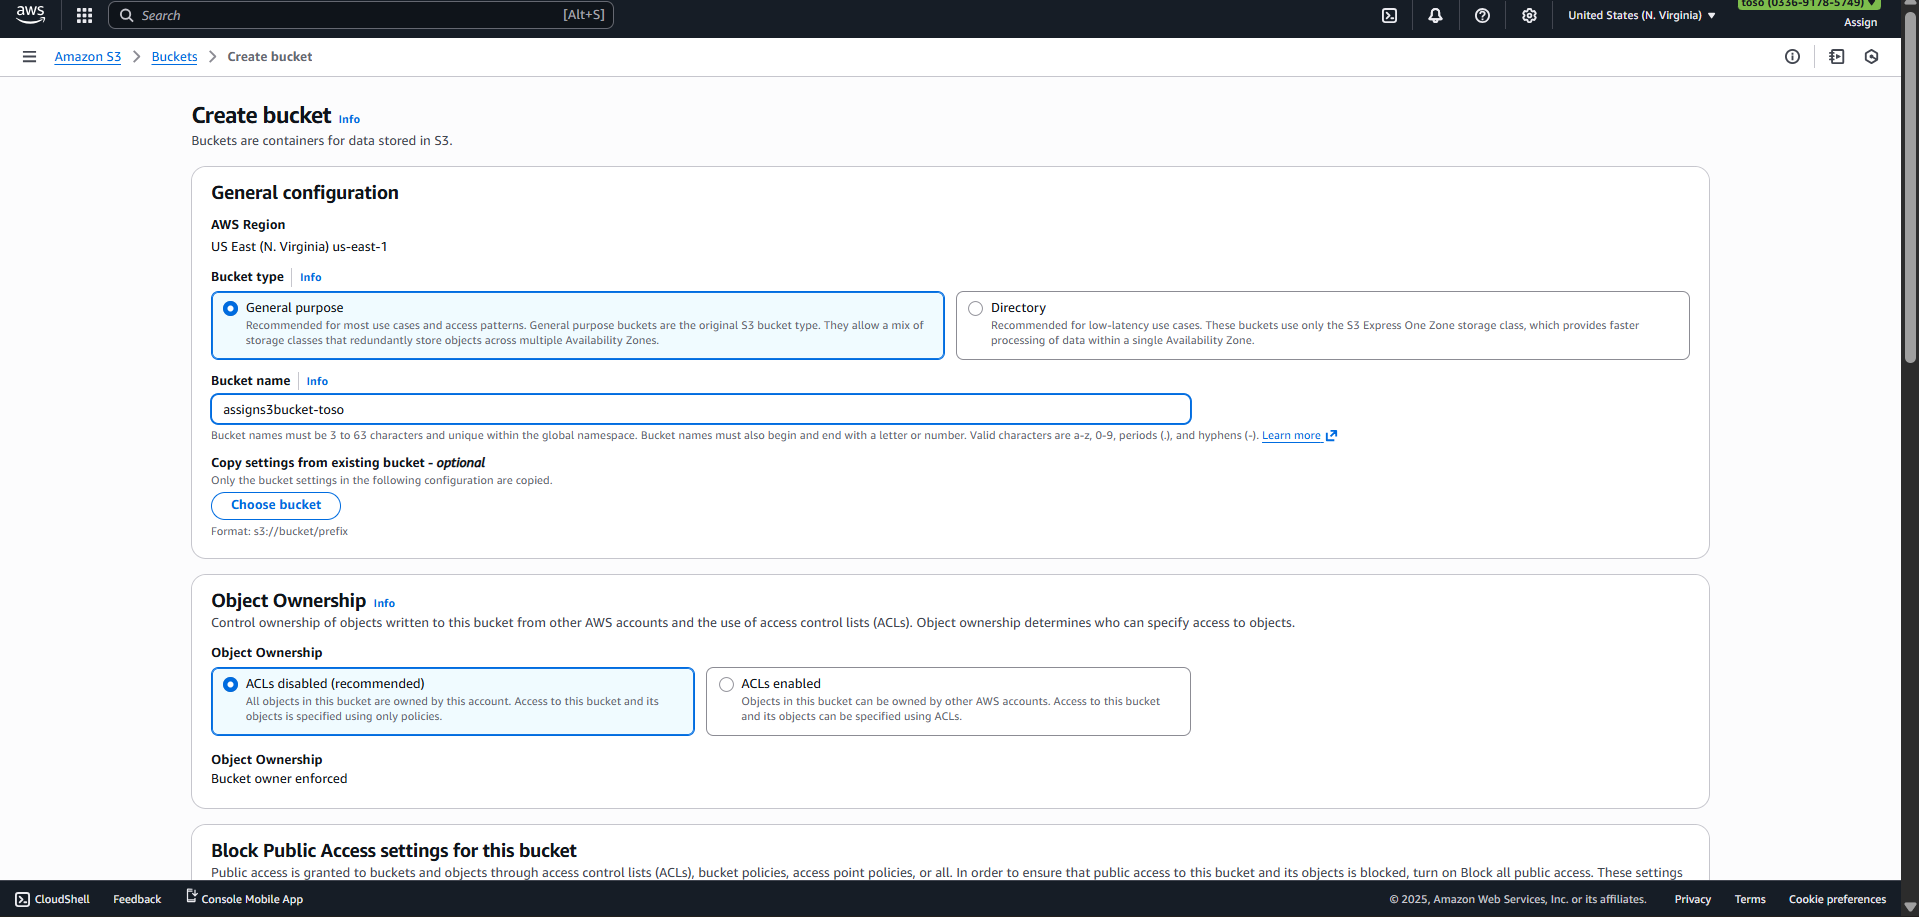 aws
Search
[Alt+S]
United States (N. Virginia)
toso (0336-9178-5749)
Assign
Amazon S3
Buckets
Create bucket
Create bucket Info
Buckets are containers for data stored in S3.
General configuration
AWS Region
US East (N. Virginia) us-east-1
Bucket type Info
General purpose
Recommended for most use cases and access patterns. General purpose buckets are the original S3 bucket type. They allow a mix of
storage classes that redundantly store objects across multiple Availability Zones.
Directory
Recommended for low-latency use cases. These buckets use only the S3 Express One Zone storage class, which provides faster
processing of data within a single Availability Zone.
Bucket name Info
assigns3bucket-toso
Bucket names must be 3 to 63 characters and unique within the global namespace. Bucket names must also begin and end with a letter or number. Valid characters are a-z, 0-9, periods (.), and hyphens (-). Learn more
Copy settings from existing bucket - optional
Only the bucket settings in the following configuration are copied.
Choose bucket
Format: s3://bucket/prefix
Object Ownership Info
Control ownership of objects written to this bucket from other AWS accounts and the use of access control lists (ACLs). Object ownership determines who can specify access to objects.
Object Ownership
ACLs disabled (recommended)
All objects in this bucket are owned by this account. Access to this bucket and its
objects is specified using only policies.
ACLs enabled
Objects in this bucket can be owned by other AWS accounts. Access to this bucket
and its objects can be specified using ACLs.
Object Ownership
Bucket owner enforced
Block Public Access settings for this bucket
Public access is granted to buckets and objects through access control lists (ACLs), bucket policies, access point policies, or all. In order to ensure that public access to this bucket and its objects is blocked, turn on Block all public access. These settings
CloudShell
Feedback
Console Mobile App
© 2025, Amazon Web Services, Inc. or its affiliates.
Privacy
Terms
Cookie preferences